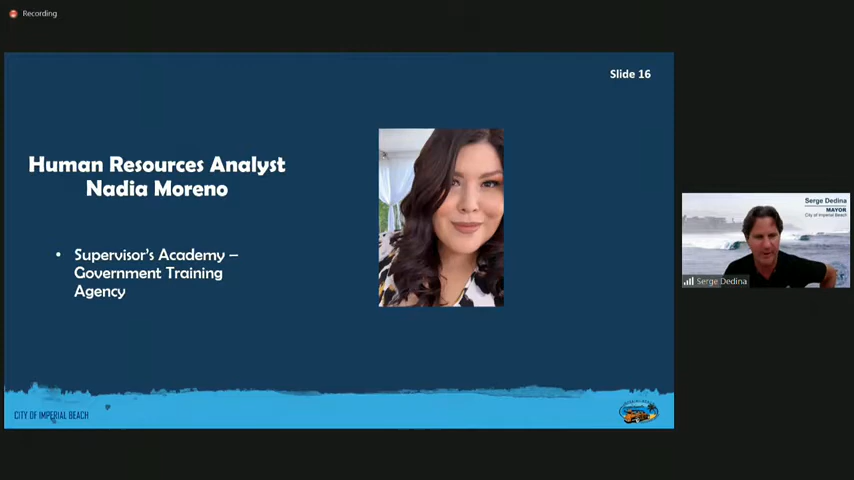 Recording
Slide 16
Human Resources Analyst
Nadia Moreno
• Supervisor's Academy –
Government Training
Agency
CITY OF IMPERIAL BEACH
Serge Dedina
MAYOR
City of Imperial Beach
Serge Dedina